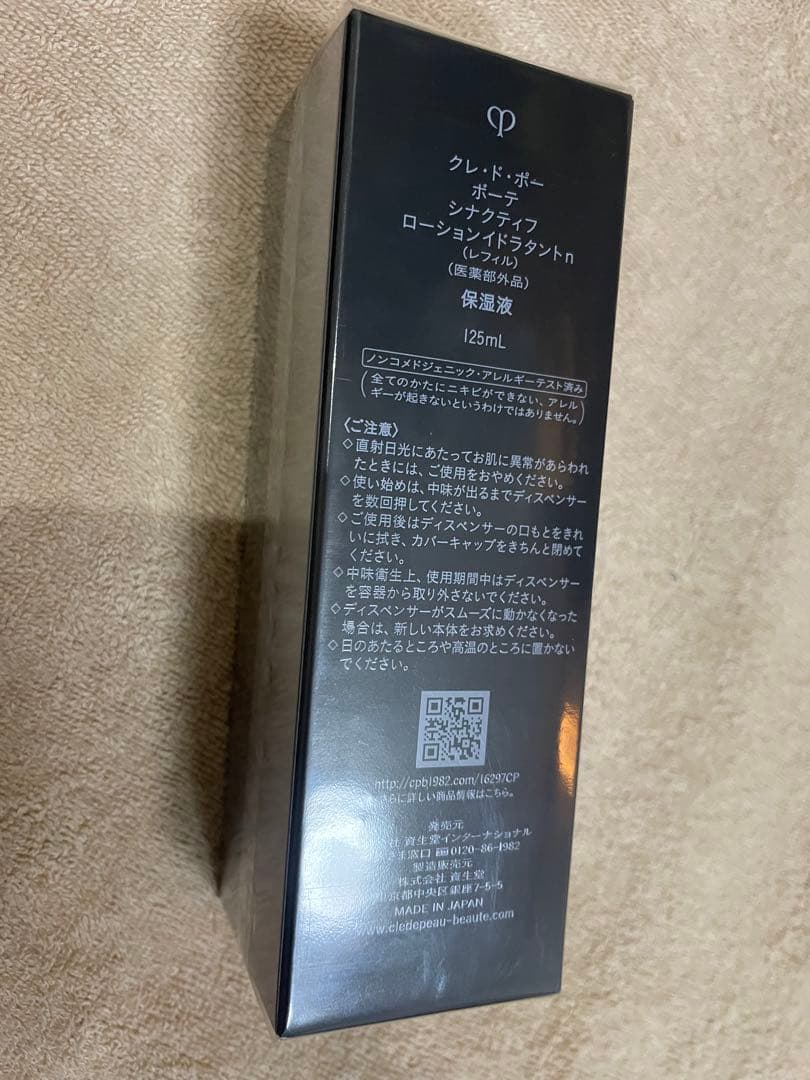 クレ・ド・ポー
ボーテ
シナクティフ
ローションイドラタントn
(レフィル)
(医薬部外品)
保湿液
125mL
ノンコメドジェニック・アレルギーテスト済み
(全てのかたにニキビができない、アレル
ギーが起きないというわけではありません。)
〈ご注意〉
◇直射日光にあたってお肌に異常があらわれ
たときには、ご使用をおやめください。
◇使い始めは、中味が出るまでディスペンサー
を数回押してください。
◇ご使用後はディスペンサーの口もとをきれ
いに拭き、カバーキャップをきちんと閉めて
ください。
◇中味衛生上、使用期間中はディスペンサー
を容器から取り外さないでください。
◇ディスペンサーがスムーズに動かなくなった
場合は、新しい本体をお求めください。
◇日のあたるところや高温のところに置かない
でください。
http://cpb1982.com/16297CP
さらに詳しい商品情報はこちら。
発売元
社 資生堂インターナショナル
さま窓口 0120-86-1982
製造販売元
株式会社 資生堂
東京都中央区銀座7-5-5
MADE IN JAPAN
www.cledepeau-beaute.com